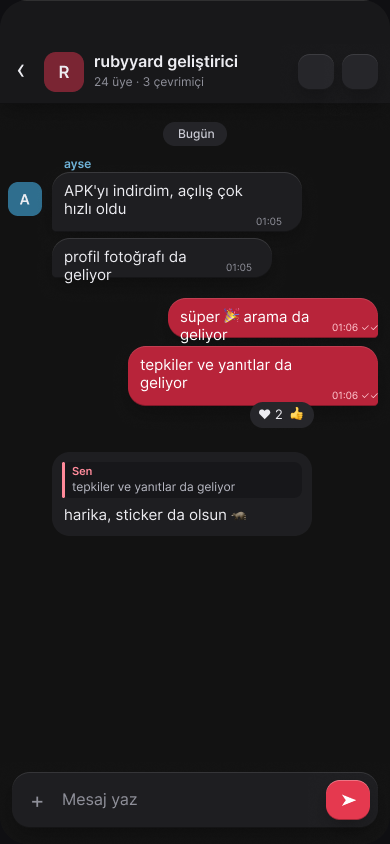 rubyyard geliştirici
R
24 üye · 3 çevrimiçi
Bugün
ayse
A
APK'yı indirdim, açılış çok
hızlı oldu
01:05
profil fotoğrafı da
geliyor
01:05
süper 🎉 arama da
geliyor
01:06 ✓✓
tepkiler ve yanıtlar da
geliyor
01:06 ✓✓
♥ 2 👍
Sen
tepkiler ve yanıtlar da geliyor
harika, sticker da olsun
+ Mesaj yaz